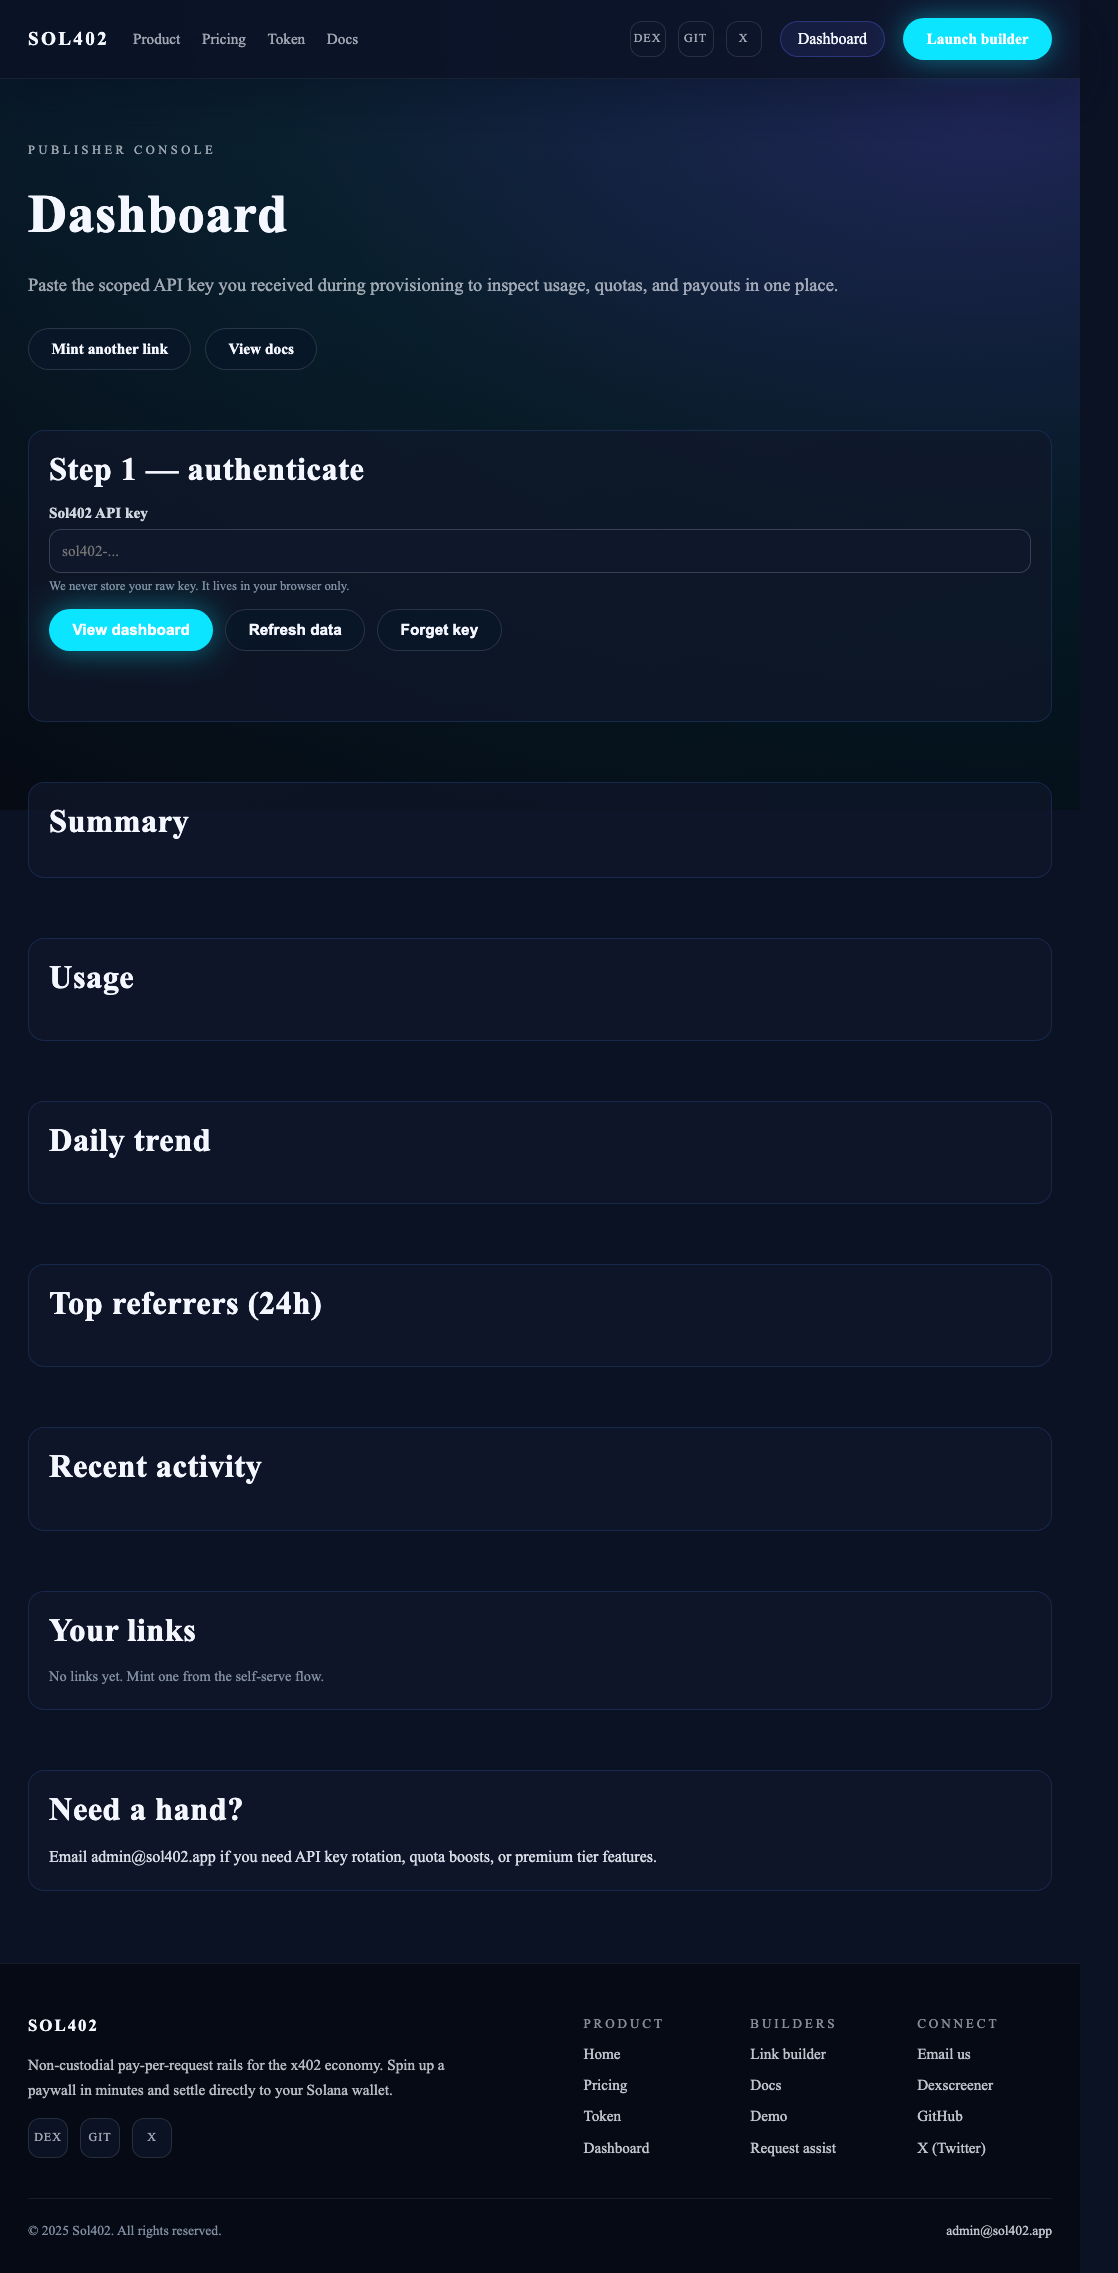 SOL402 Product Pricing Token Docs DEX GIT X Dashboard Launch builder
PUBLISHER CONSOLE
Dashboard
Paste the scoped API key you received during provisioning to inspect usage, quotas, and payouts in one place.
Mint another link View docs
Step 1 — authenticate
Sol402 API key
sol402-...
We never store your raw key. It lives in your browser only.
View dashboard Refresh data Forget key
Summary
Usage
Daily trend
Top referrers (24h)
Recent activity
Your links
No links yet. Mint one from the self-serve flow.
Need a hand?
Email admin@sol402.app if you need API key rotation, quota boosts, or premium tier features.
SOL402
Non-custodial pay-per-request rails for the x402 economy. Spin up a
paywall in minutes and settle directly to your Solana wallet.
DEX GIT X
PRODUCT
Home
Pricing
Token
Dashboard
BUILDERS
Link builder
Docs
Demo
Request assist
CONNECT
Email us
Dexscreener
GitHub
X (Twitter)
© 2025 Sol402. All rights reserved.
admin@sol402.app